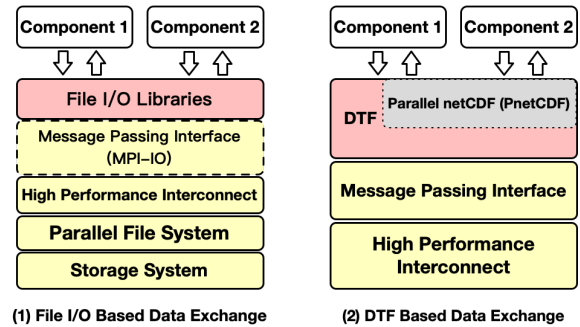 Component 1
Component 2
File I/O Libraries
Message Passing Interface
(MPI-IO)
High Performance Interconnect
Parallel File System
Storage System
(1) File I/O Based Data Exchange
Component 1
Component 2
DTF
Parallel netCDF (PnetCDF)
Message Passing Interface
High Performance
Interconnect
(2) DTF Based Data Exchange